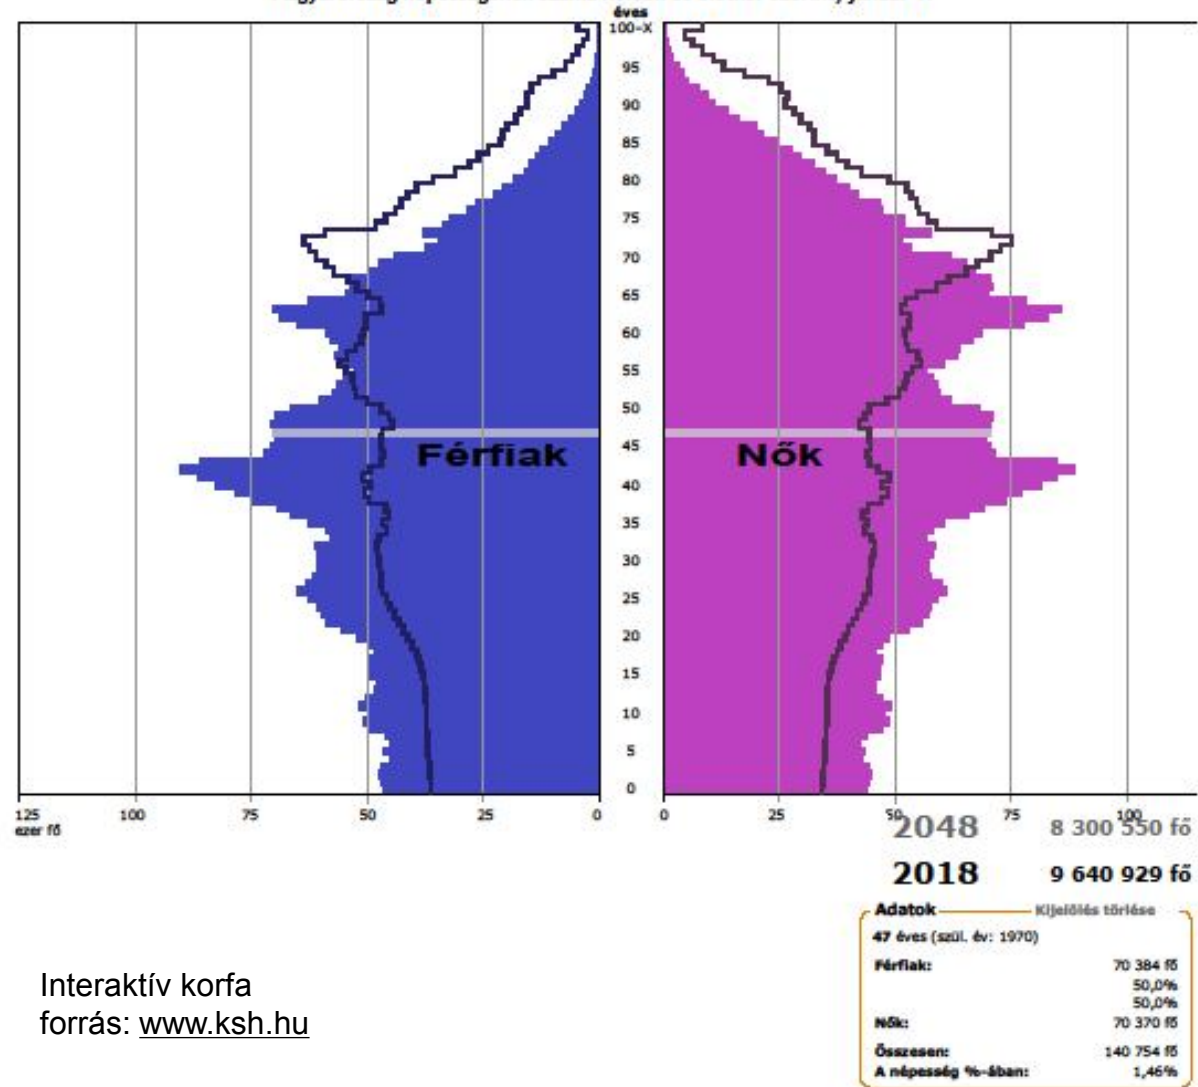 éves
100-X
95
90
85
80
75
70
65
60
55
50
45
40
35
30
25
20
15
10
5
0
Férfiak
Nők
125 100 75 50 25 0
ezer fő
0 25 50 75 100
2048 8 300 550 fő
2018 9 640 929 fő
Adatok Kijelölés törlése
47 éves (szül. év: 1970)
Férfiak: 70 384 fő
50,0%
50,0%
Nők: 70 370 fő
Összesen: 140 754 fő
A népesség %-ában: 1,46%
Interaktív korfa
forrás: www.ksh.hu